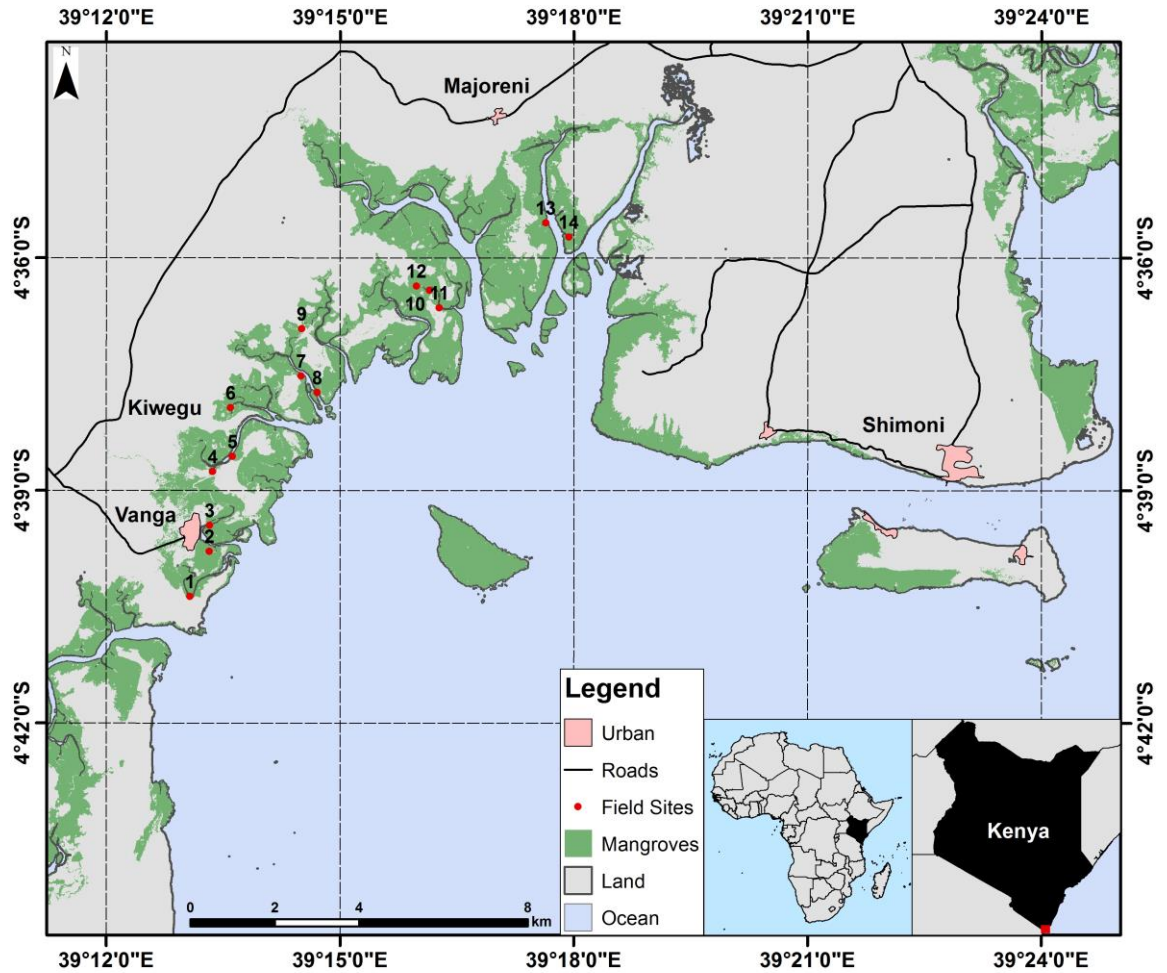 39°12'0"E 39°15'0"E 39°18'0"E 39°21'0"E 39°24'0"E
N
Majoreni
13
14
4°36'0"S 4°36'0"S
12
11
10
9
7
8
6
Kiwegu
Shimoni
5
4
4°39'0"S 4°39'0"S
Vanga
3
2
1
4°42'0"S 4°42'0"S
Legend
Urban
Roads
Field Sites
Mangroves
Land
Ocean
Kenya
0 2 4 8
km
39°12'0"E 39°15'0"E 39°18'0"E 39°21'0"E 39°24'0"E